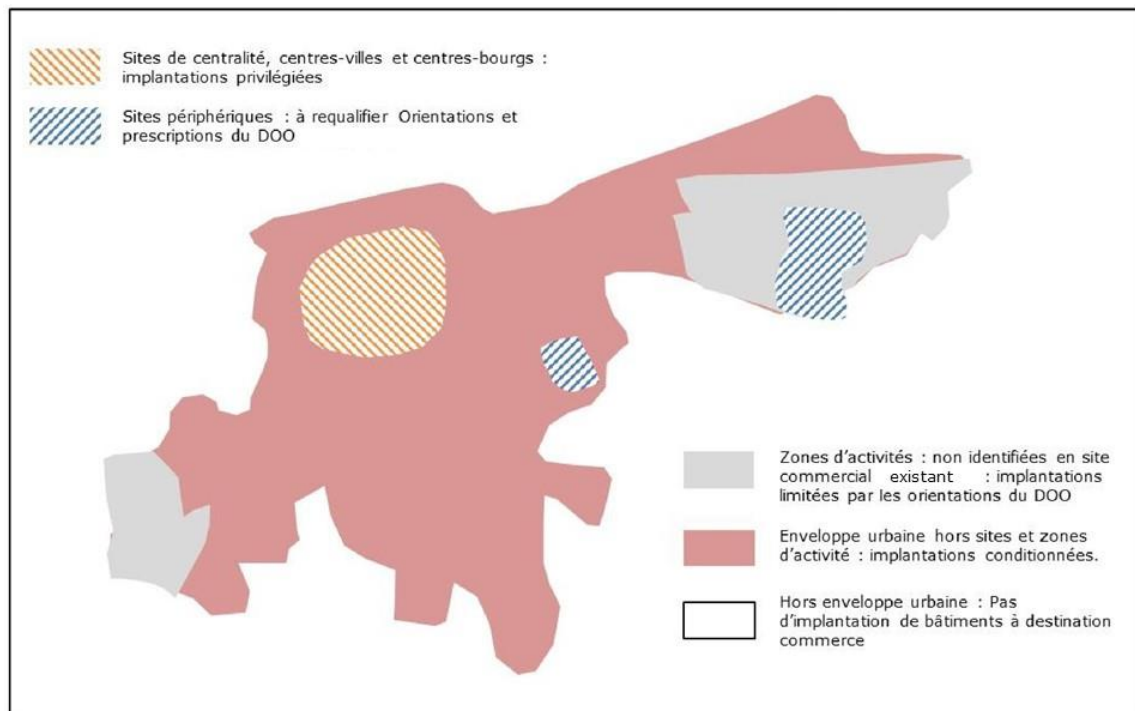 Sites de centralité, centres-villes et centres-bourgs :
implantations privilégiées
Sites périphériques : à requalifier Orientations et
prescriptions du DOO
Zones d'activités : non identifiées en site
commercial existant : implantations
limitées par les orientations du DOO
Enveloppe urbaine hors sites et zones
d'activité : implantations conditionnées.
Hors enveloppe urbaine : Pas
d'implantation de bâtiments à destination
commerce